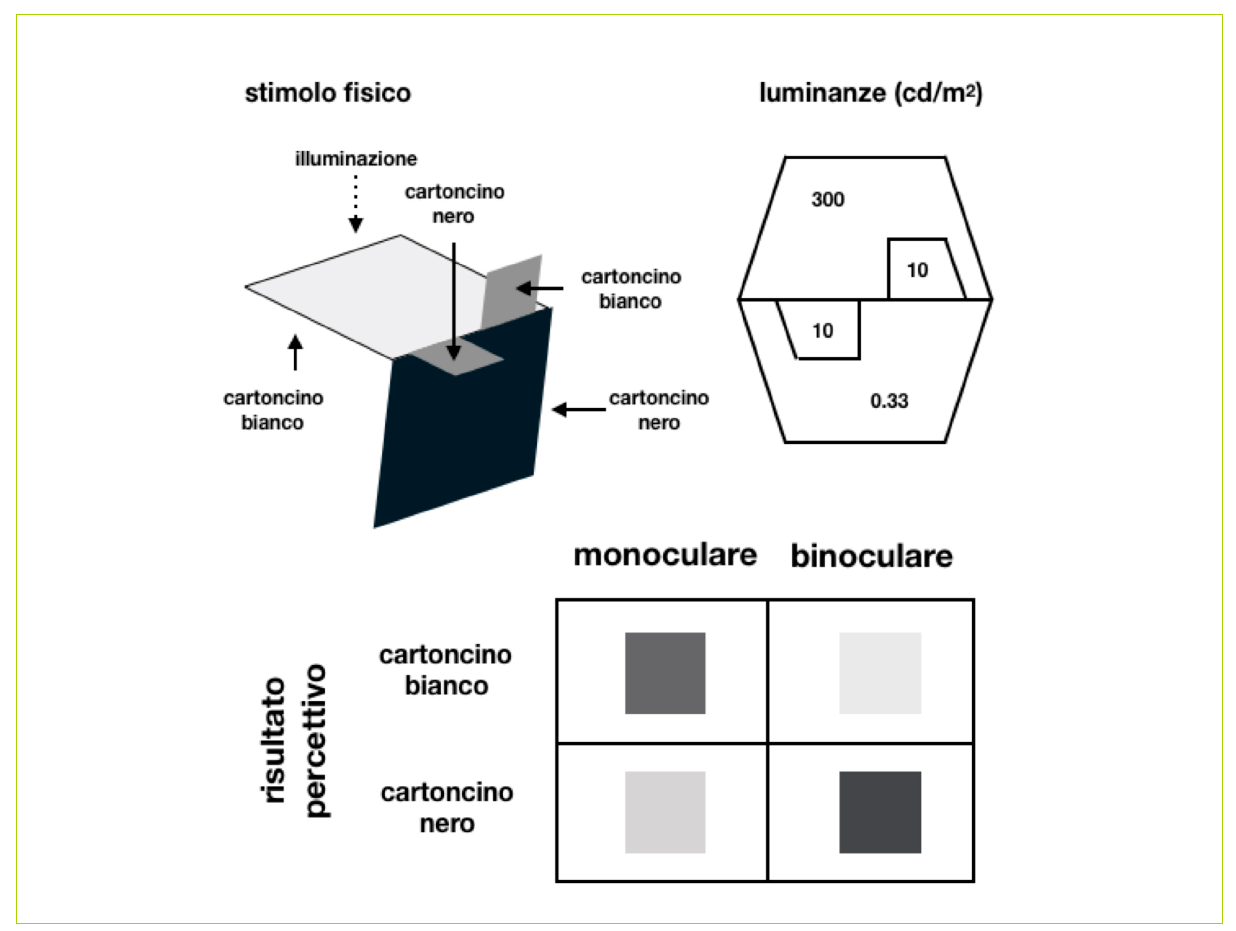 stimolo fisico
luminanze (cd/m²)
illuminazione
cartoncino
nero
cartoncino
bianco
cartoncino
bianco
cartoncino
nero
300
10
10
0.33
monoculare
binoculare
risultato
percettivo
cartoncino
bianco
cartoncino
nero